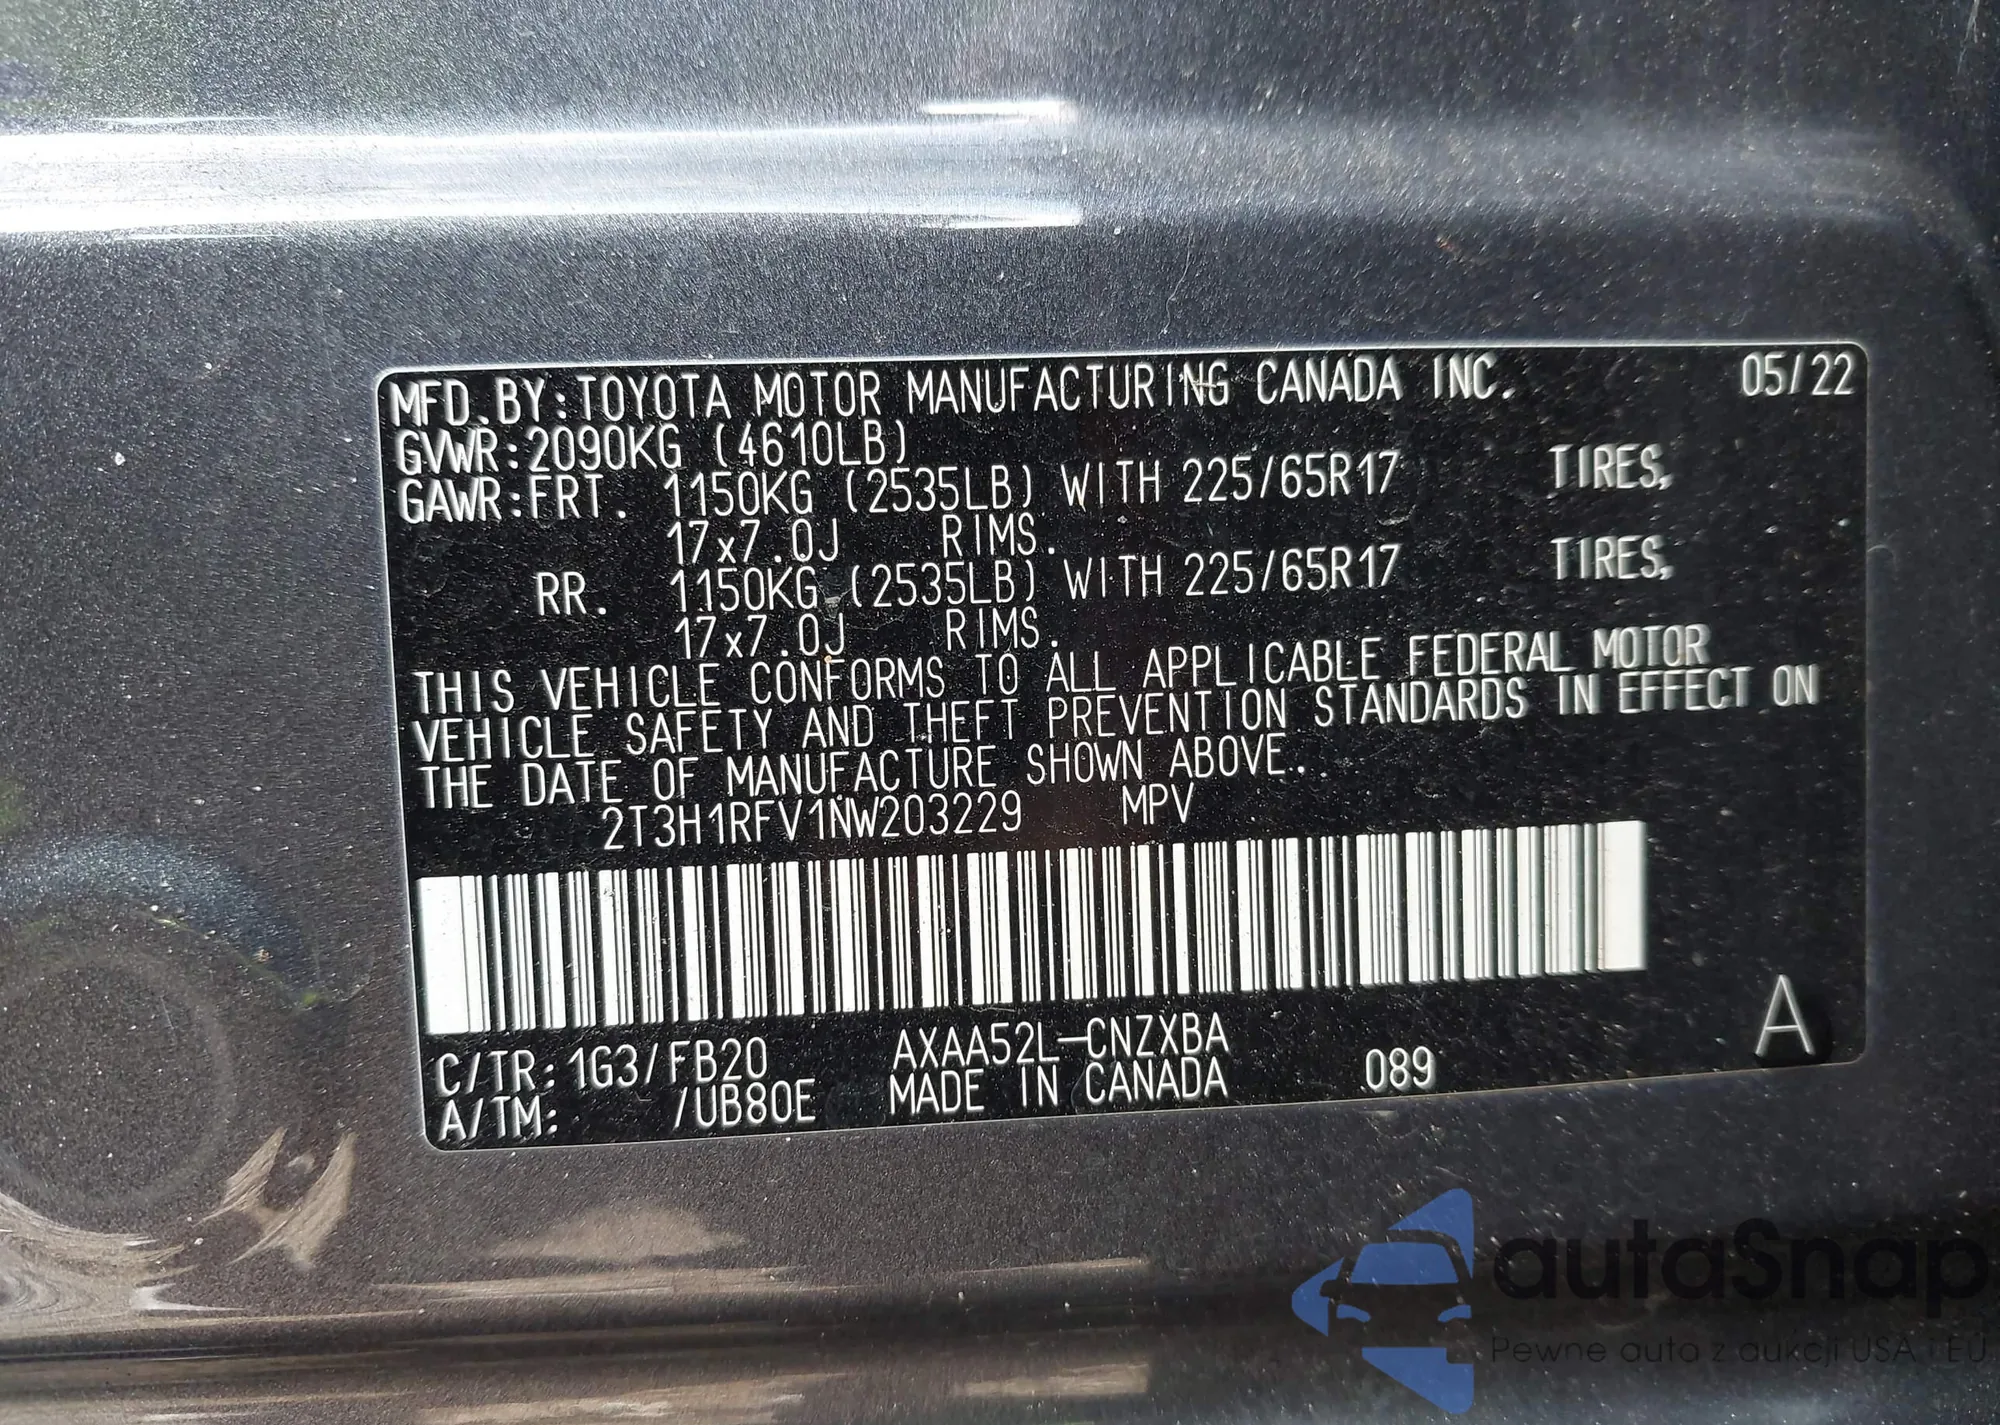 MFD.BY:TOYOTA MOTOR MANUFACTURING CANADA INC. 05/22
GVWR:2090KG (4610LB)
GAWR:FRT. 1150KG (2535LB) WITH 225/65R17 TIRES,
17x7.0J RIMS.
RR. 1150KG (2535LB) WITH 225/65R17 TIRES,
17x7.0J RIMS.
THIS VEHICLE CONFORMS TO ALL APPLICABLE FEDERAL MOTOR
VEHICLE SAFETY AND THEFT PREVENTION STANDARDS IN EFFECT ON
THE DATE OF MANUFACTURE SHOWN ABOVE.
2T3H1RFV1NW203229 MPV
C/TR:1G3/FB20 AXAA52L-CNZXBA 089 A
A/TM: /UB80E MADE IN CANADA
autaSnap
Pewne auta z aukcji USA i EU